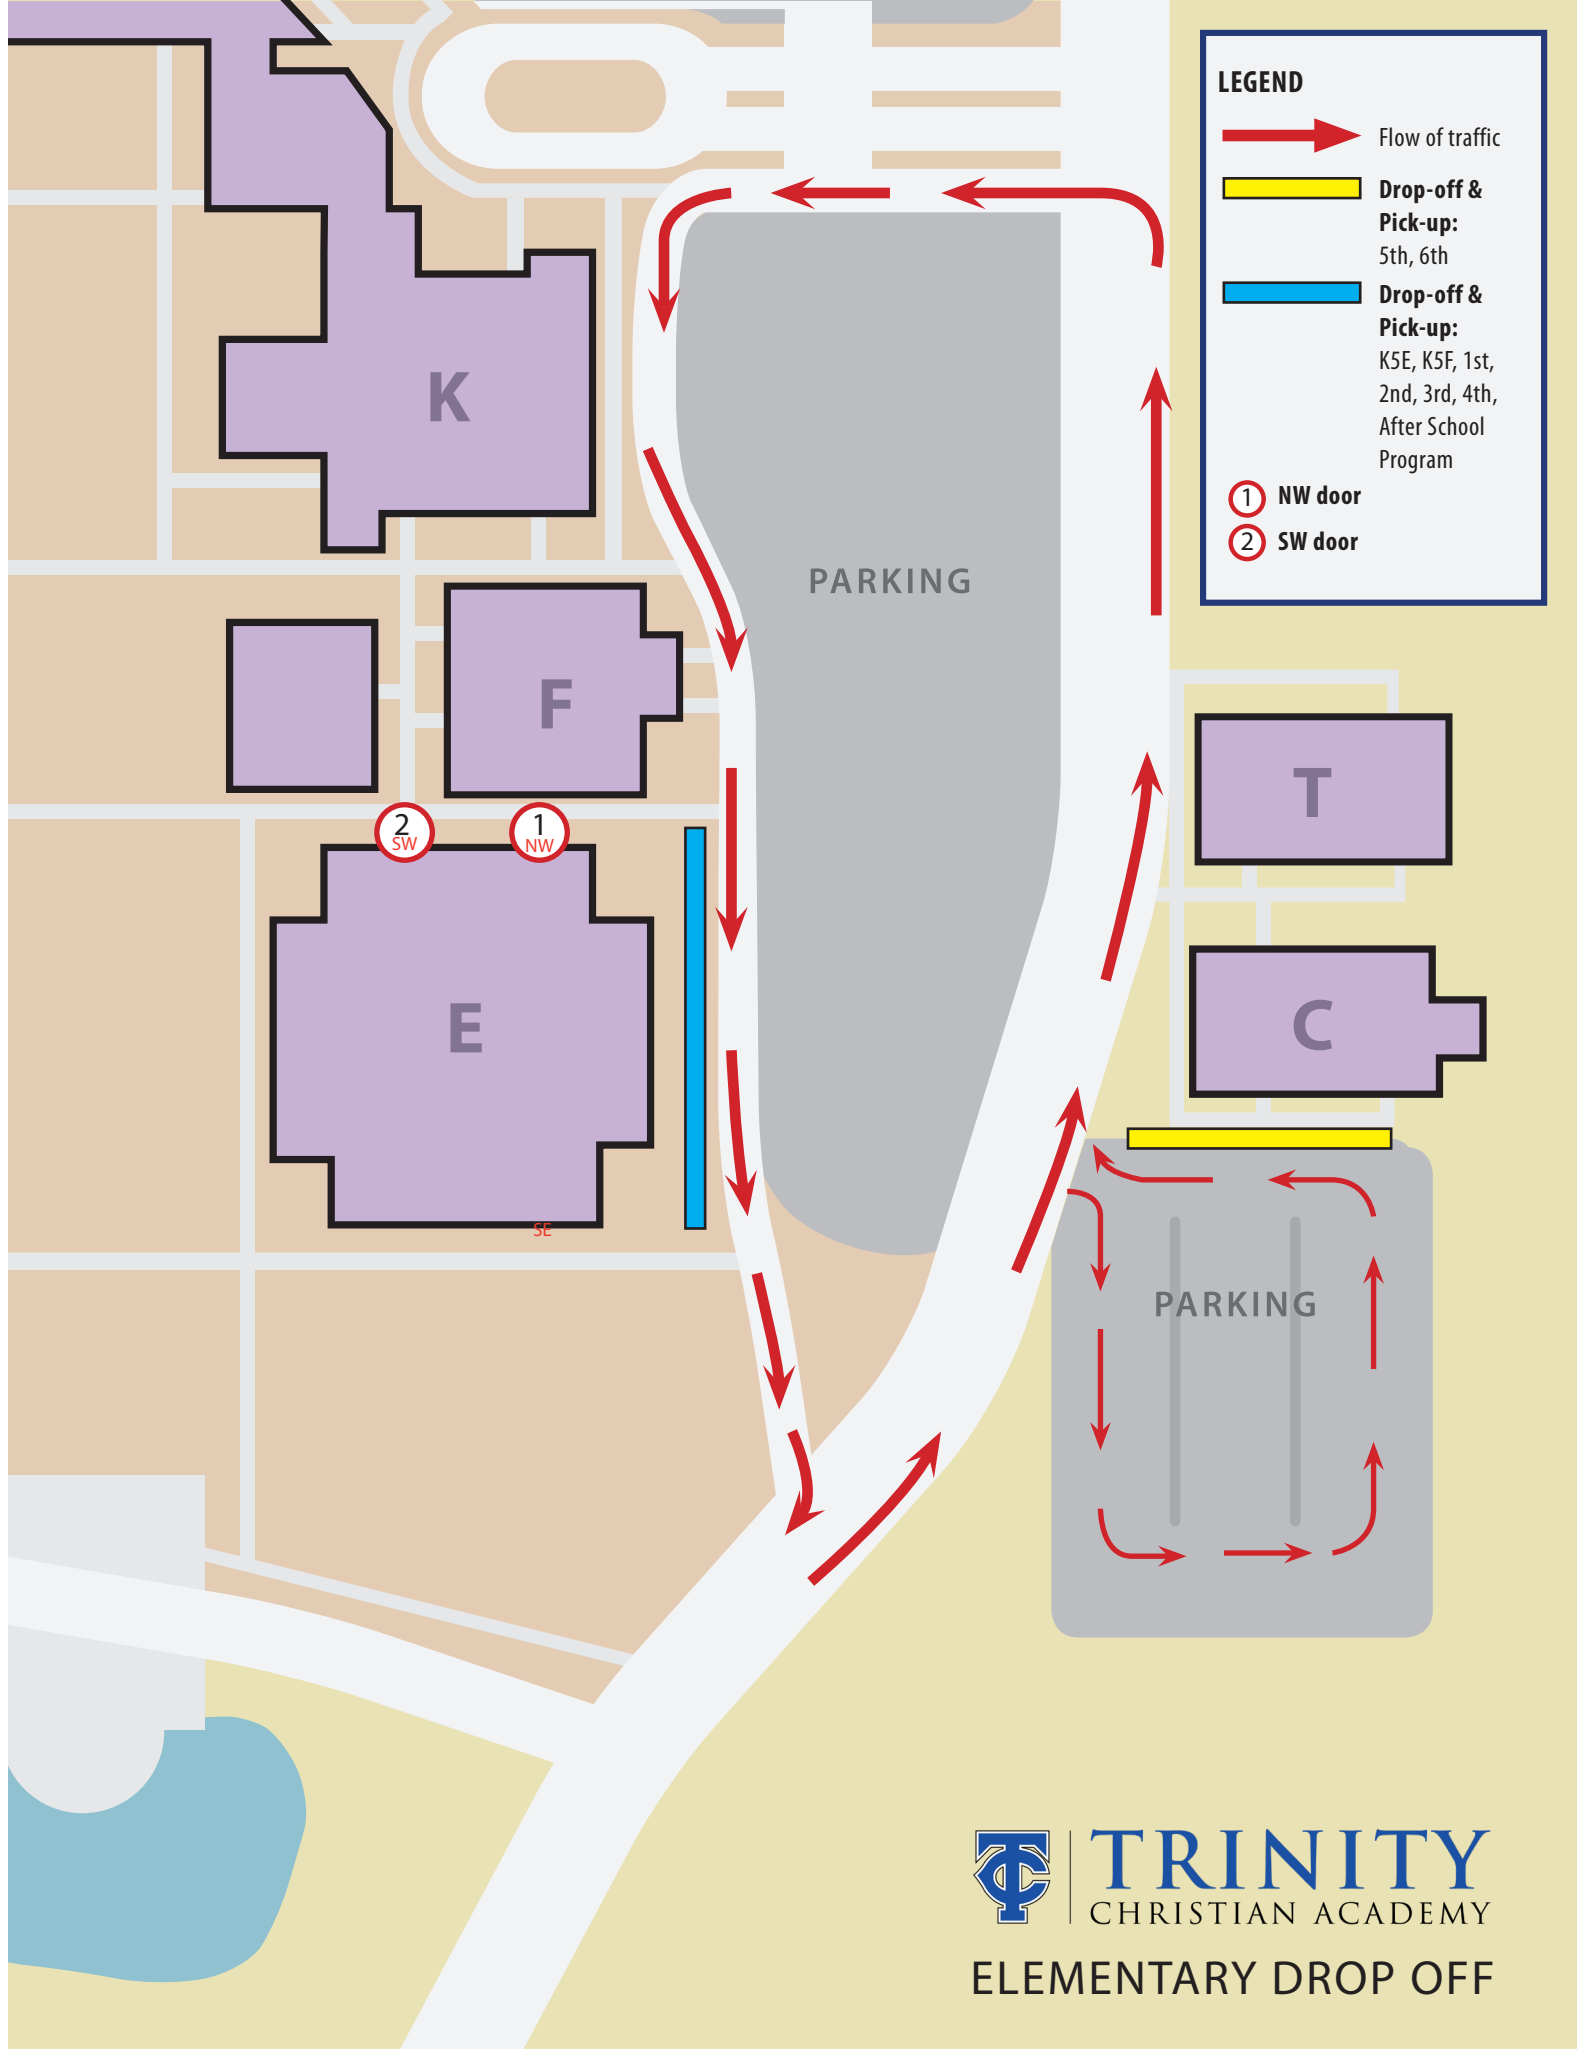 LEGEND
Flow of traffic
Drop-off &
Pick-up:
5th, 6th
Drop-off &
Pick-up:
K5E, K5F, 1st,
2nd, 3rd, 4th,
After School
Program
1 NW door
2 SW door
K
PARKING
F
T
2
SW
1
NW
E
C
SE
PARKING
TC
TRINITY
CHRISTIAN ACADEMY
ELEMENTARY DROP OFF